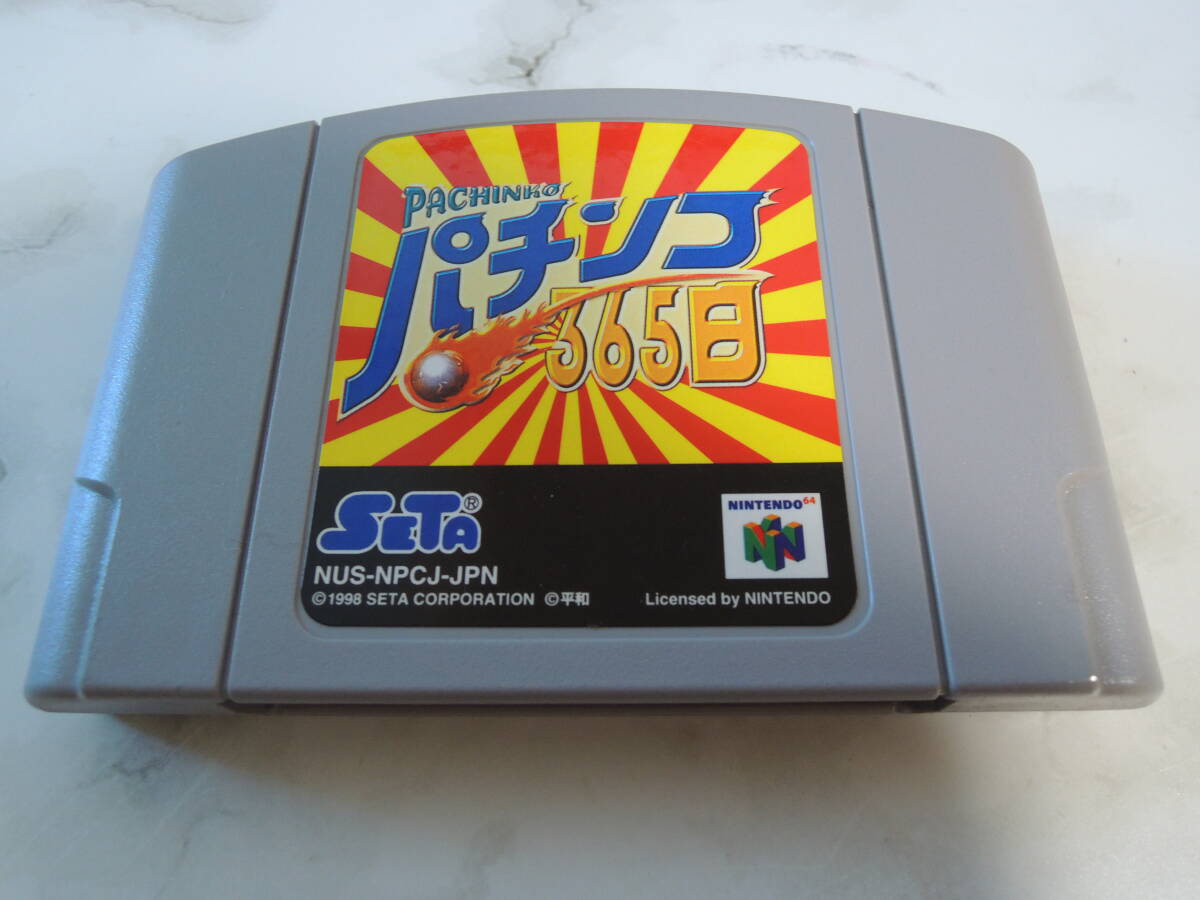 PACHINKO
パチンコ
365日
SETA®
NINTENDO64
NUS-NPCJ-JPN
©1998 SETA CORPORATION ©平和
Licensed by NINTENDO